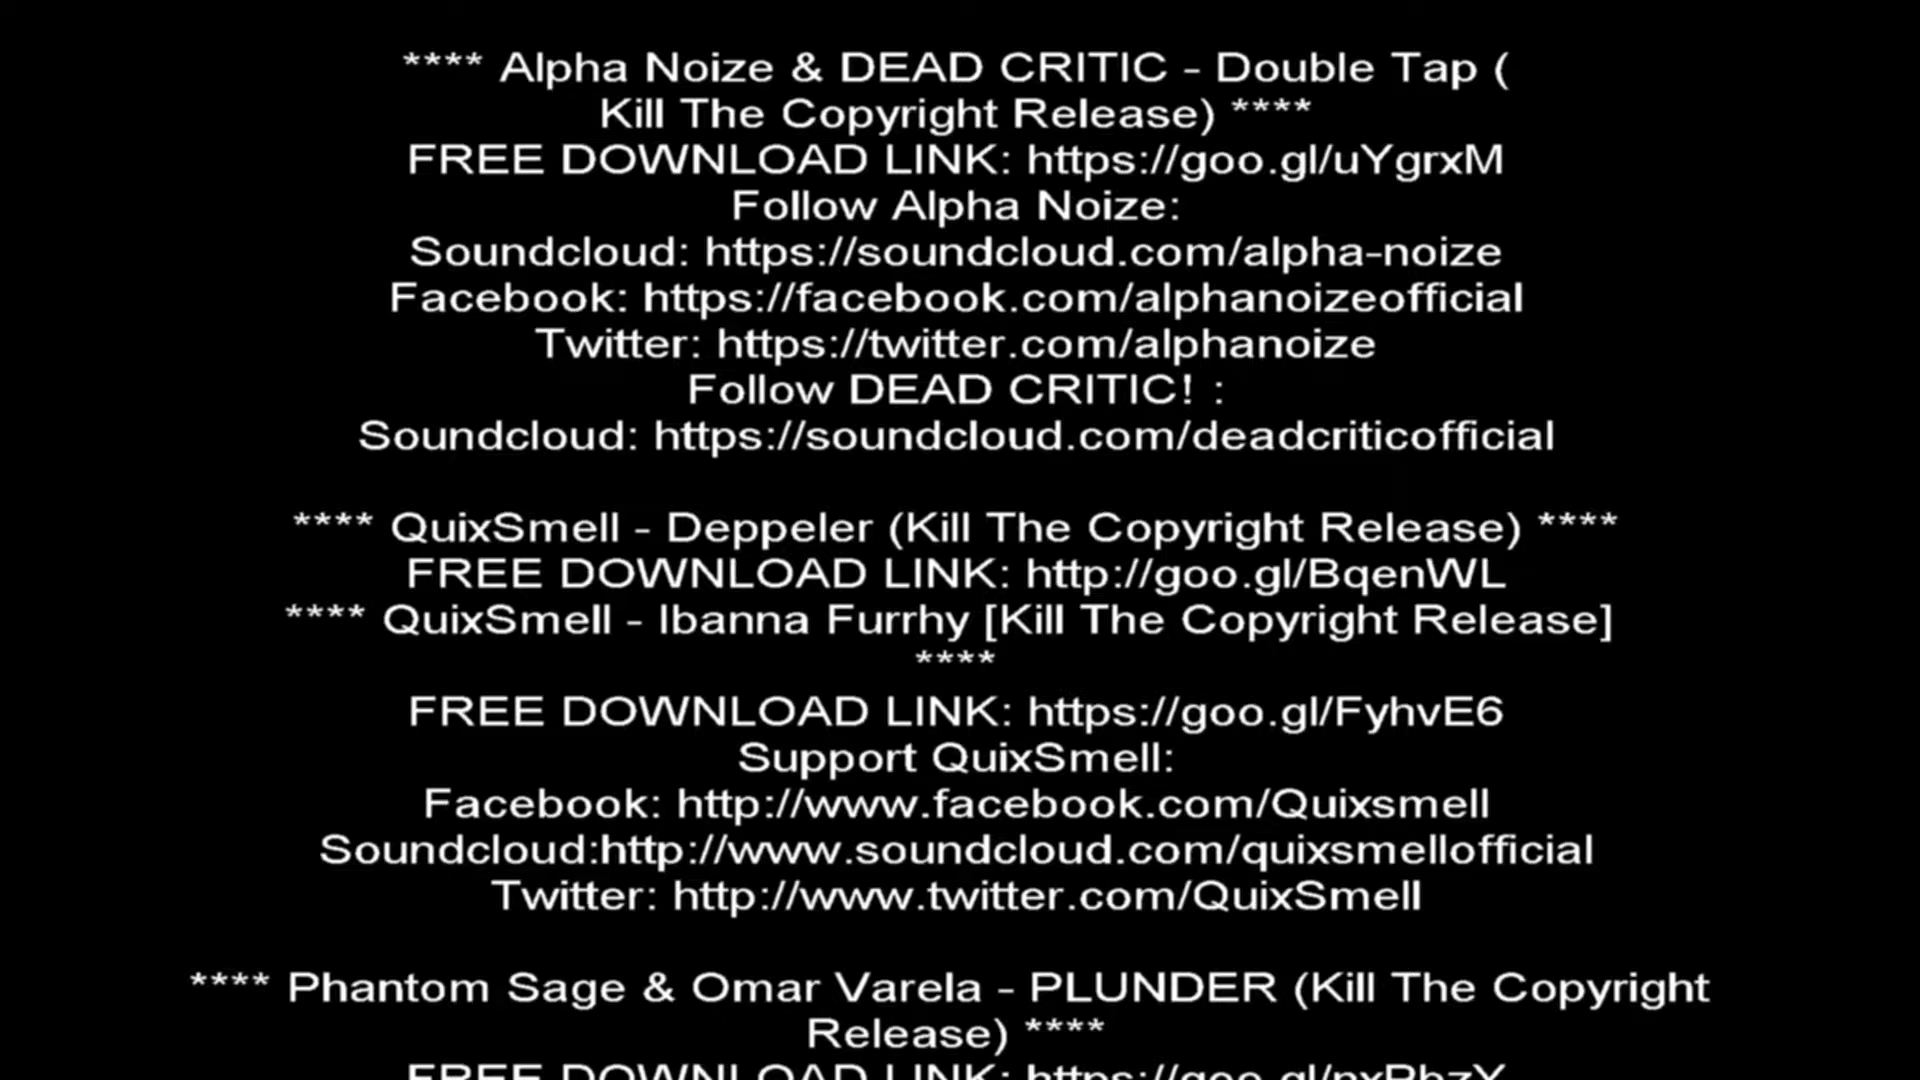 **** Alpha Noize & DEAD CRITIC - Double Tap (
Kill The Copyright Release) ****
FREE DOWNLOAD LINK: https://goo.gl/uYgrxM
Follow Alpha Noize:
Soundcloud: https://soundcloud.com/alpha-noize
Facebook: https://facebook.com/alphanoizeofficial
Twitter: https://twitter.com/alphanoize
Follow DEAD CRITIC! :
Soundcloud: https://soundcloud.com/deadcriticofficial
**** QuixSmell - Deppeler (Kill The Copyright Release) ****
FREE DOWNLOAD LINK: http://goo.gl/BqenWL
**** QuixSmell - Ibanna Furrhy [Kill The Copyright Release]
****
FREE DOWNLOAD LINK: https://goo.gl/FyhvE6
Support QuixSmell:
Facebook: http://www.facebook.com/Quixsmell
Soundcloud:http://www.soundcloud.com/quixsmellofficial
Twitter: http://www.twitter.com/QuixSmell
**** Phantom Sage & Omar Varela - PLUNDER (Kill The Copyright
Release) ****
FREE DOWNLOAD LINK: